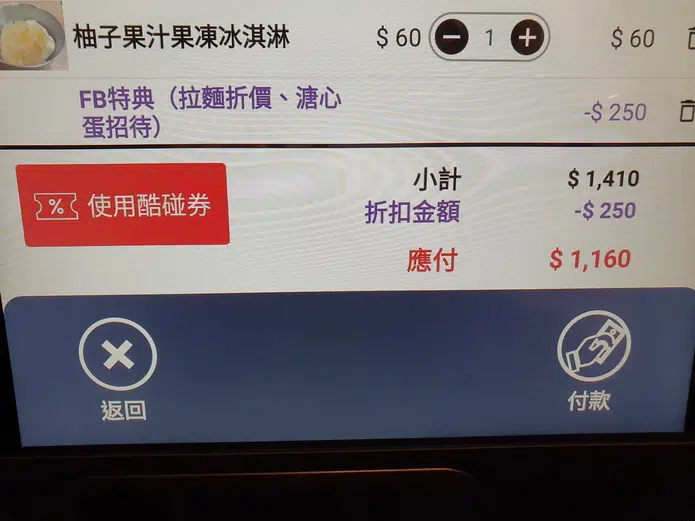 柚子果汁果凍冰淇淋 $ 60 1 $ 60
FB特典（拉麵折價、溏心
蛋招待） -$ 250
小計 $ 1,410
% 使用酷碰券
折扣金額 -$ 250
應付 $ 1,160
返回 付款